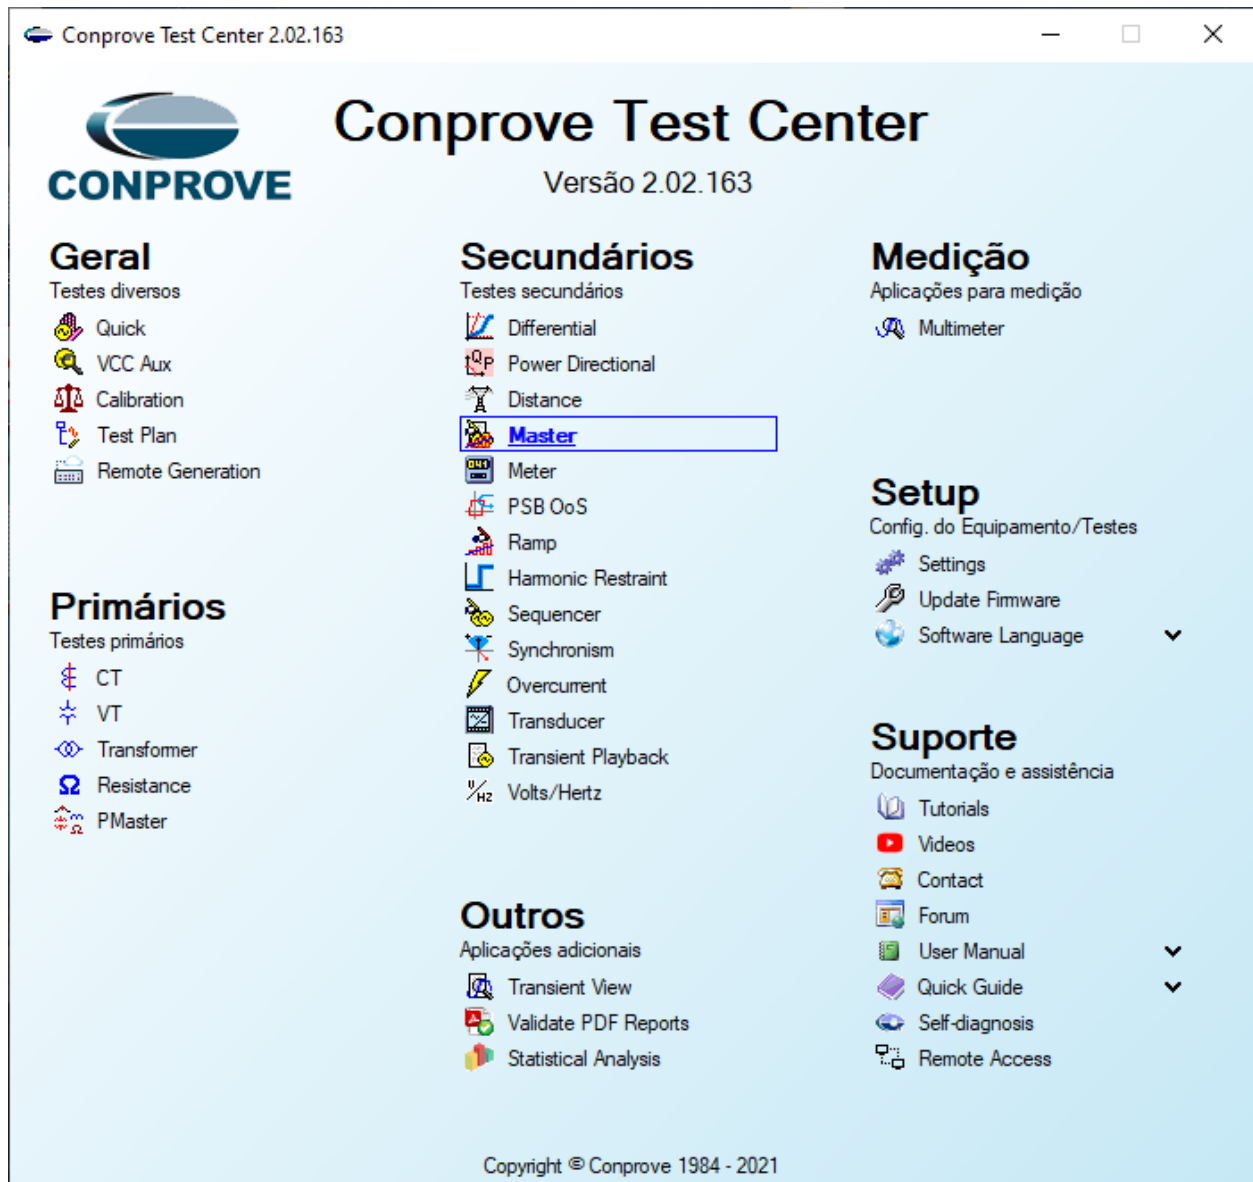 Conprove Test Center 2.02.163
CONPROVE
Conprove Test Center
Versão 2.02.163
Geral
Testes diversos
Quick
VCC Aux
Calibration
Test Plan
Remote Generation
Primários
Testes primários
CT
VT
Transformer
Resistance
PMaster
Secundários
Testes secundários
Differential
Power Directional
Distance
Master
Meter
PSB OoS
Ramp
Harmonic Restraint
Sequencer
Synchronism
Overcurrent
Transducer
Transient Playback
Volts/Hertz
Outros
Aplicações adicionais
Transient View
Validate PDF Reports
Statistical Analysis
Medição
Aplicações para medição
Multimeter
Setup
Config. do Equipamento/Testes
Settings
Update Firmware
Software Language
Suporte
Documentação e assistência
Tutorials
Videos
Contact
Forum
User Manual
Quick Guide
Self-diagnosis
Remote Access
Copyright © Conprove 1984 - 2021